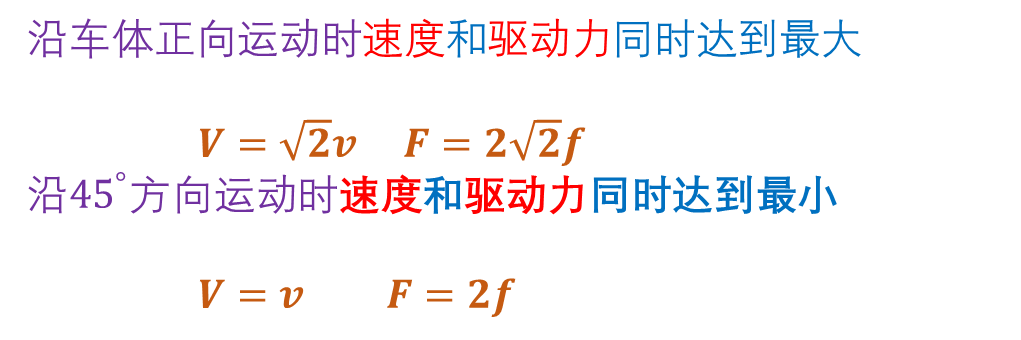 沿车体正向运动时速度和驱动力同时达到最大
V = √2v F = 2√2f
沿45°方向运动时速度和驱动力同时达到最小
V = v F = 2f